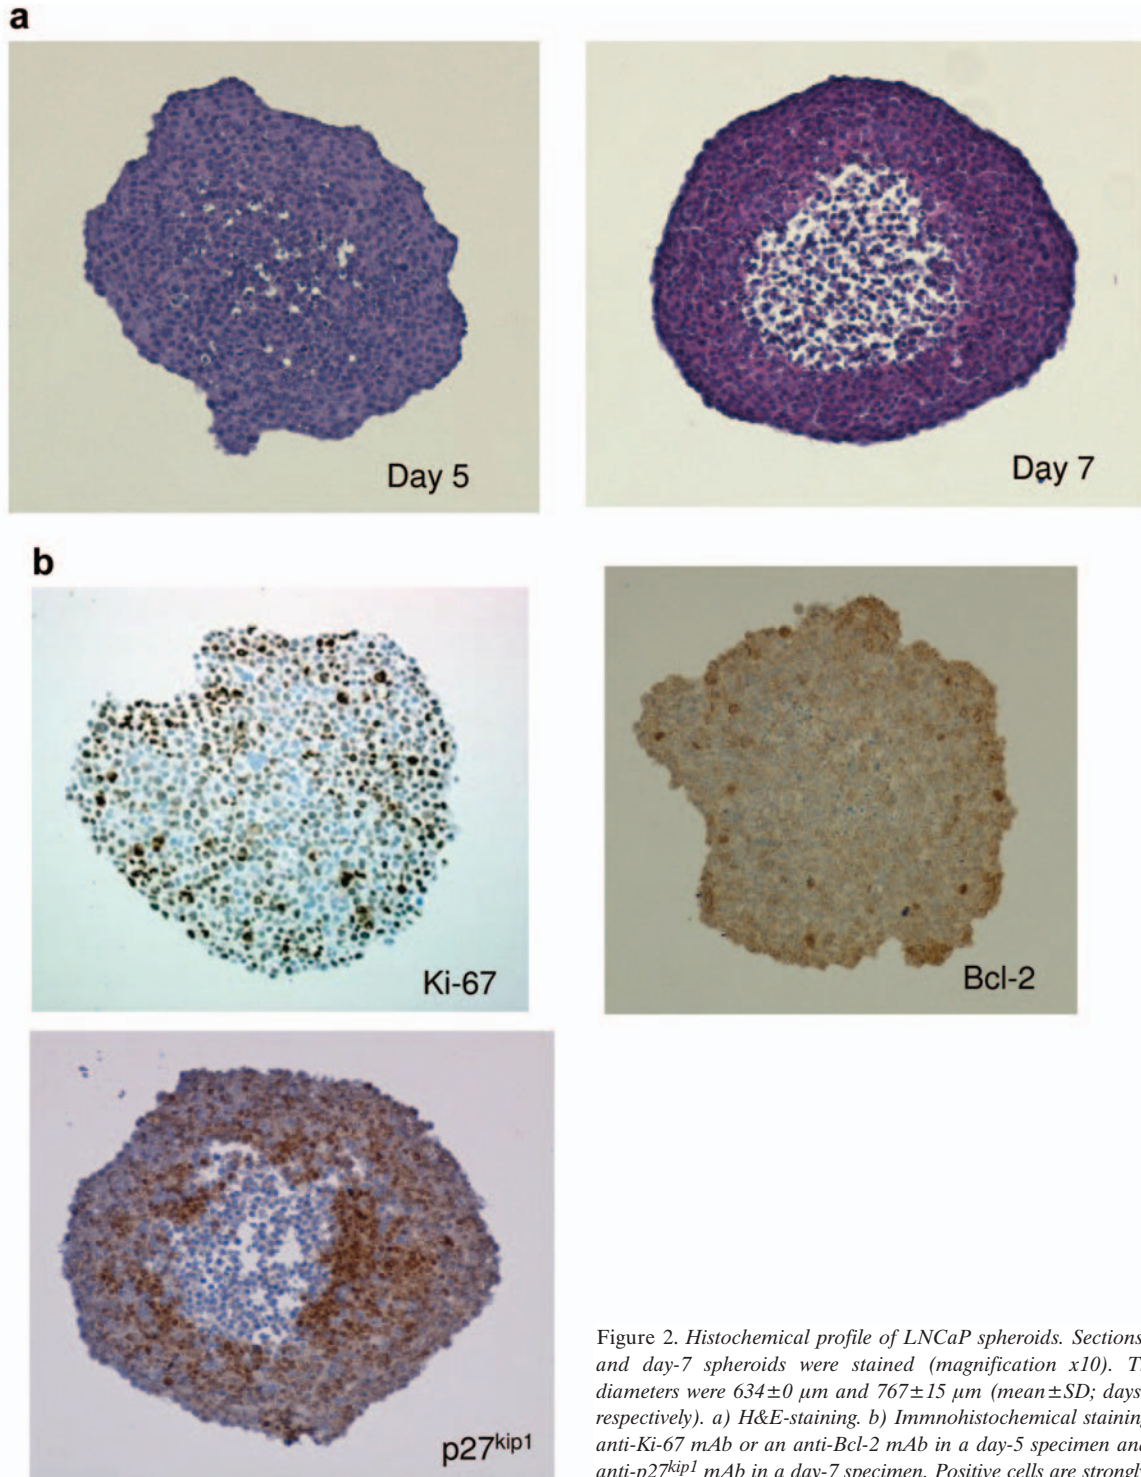 a
Day 5
Day 7
b
Ki-67
Bcl-2
p27kip1
Figure 2. Histochemical profile of LNCaP spheroids. Sections
and day-7 spheroids were stained (magnification x10).
diameters were 634±0 μm and 767±15 μm (mean±SD; days
respectively). a) H&E-staining. b) Immnohistochemical staining
anti-Ki-67 mAb or an anti-Bcl-2 mAb in a day-5 specimen and
anti-p27kip1 mAb in a day-7 specimen. Positive cells are